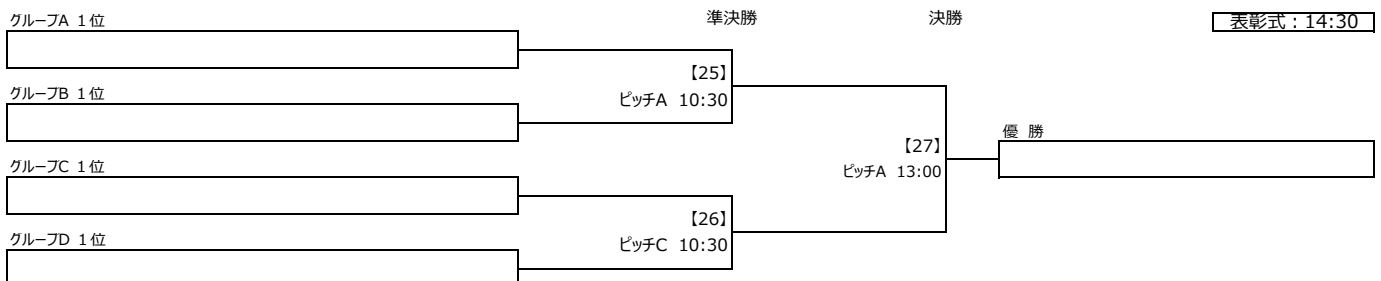 グループA 1位
準決勝
決勝
表彰式:14:30
【25】
ピッチA 10:30
グループB 1位
優 勝
【27】
ピッチA 13:00
グループC 1位
【26】
ピッチC 10:30
グループD 1位